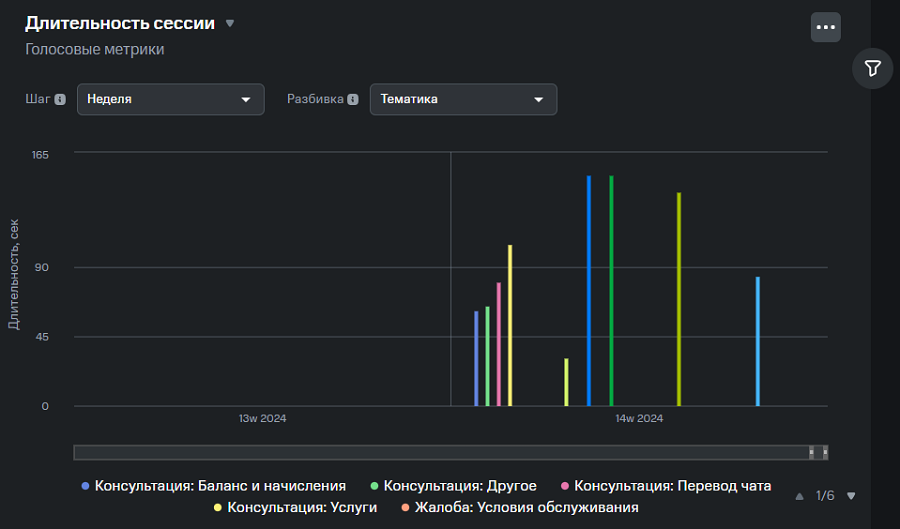 Длительность сессии
Голосовые метрики
Шаг Неделя Разбивка Тематика
165
90
45
0
Длительность, сек
13w 2024 14w 2024
Консультация: Баланс и начисления Консультация: Другое Консультация: Перевод чата
Консультация: Услуги Жалоба: Условия обслуживания
1/6